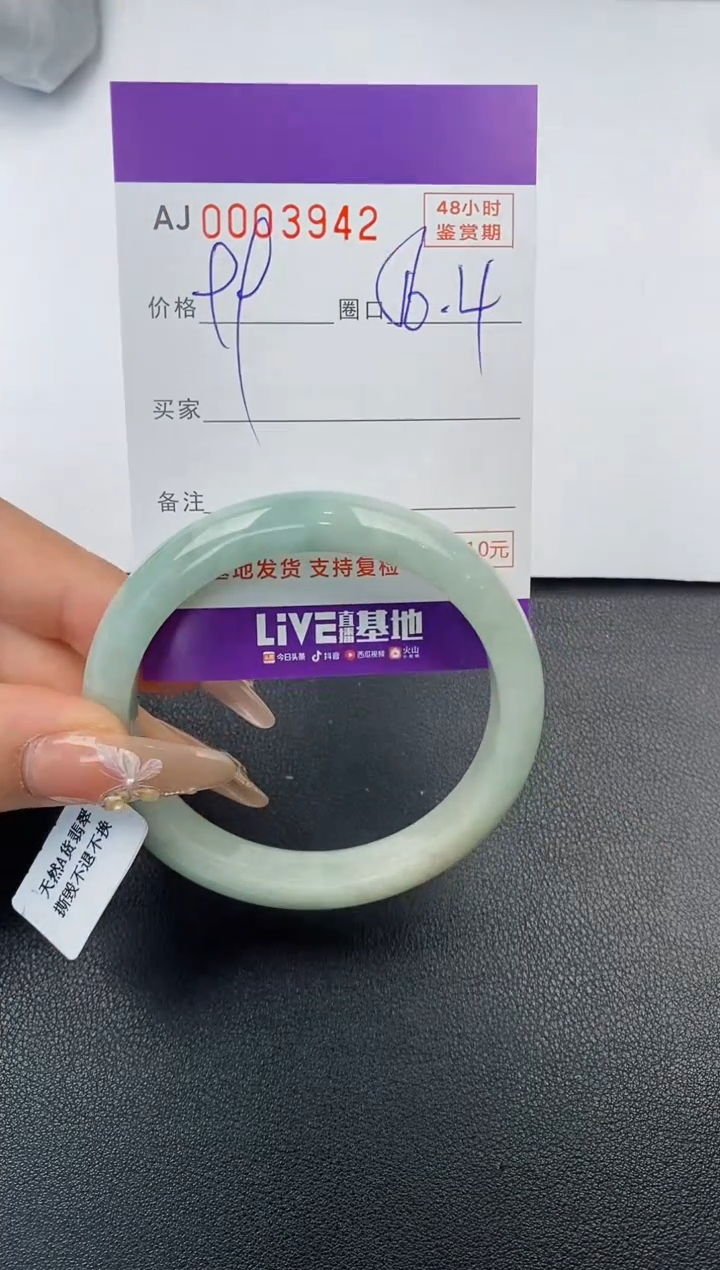 AJ 0003942
48小时
鉴赏期
价格
圈口 6.4
买家
备注
10元
基地发货 支持复检
LiVE直播基地
今日头条 抖音 西瓜视频 火山
天然A货翡翠
撕毁不退不换